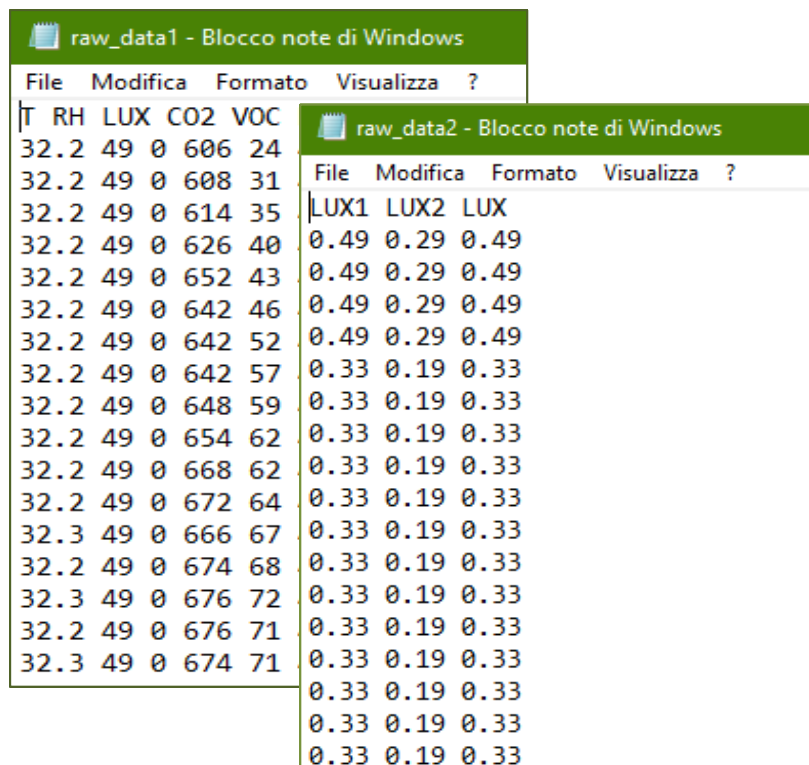 raw_data1 - Blocco note di Windows
File Modifica Formato Visualizza ?
T RH LUX CO2 VOC
32.2 49 0 606 24
32.2 49 0 608 31
32.2 49 0 614 35
32.2 49 0 626 40
32.2 49 0 652 43
32.2 49 0 642 46
32.2 49 0 642 52
32.2 49 0 642 57
32.2 49 0 648 59
32.2 49 0 654 62
32.2 49 0 668 62
32.2 49 0 672 64
32.3 49 0 666 67
32.2 49 0 674 68
32.3 49 0 676 72
32.2 49 0 676 71
32.3 49 0 674 71
raw_data2 - Blocco note di Windows
File Modifica Formato Visualizza ?
LUX1 LUX2 LUX
0.49 0.29 0.49
0.49 0.29 0.49
0.49 0.29 0.49
0.49 0.29 0.49
0.33 0.19 0.33
0.33 0.19 0.33
0.33 0.19 0.33
0.33 0.19 0.33
0.33 0.19 0.33
0.33 0.19 0.33
0.33 0.19 0.33
0.33 0.19 0.33
0.33 0.19 0.33
0.33 0.19 0.33
0.33 0.19 0.33
0.33 0.19 0.33
0.33 0.19 0.33